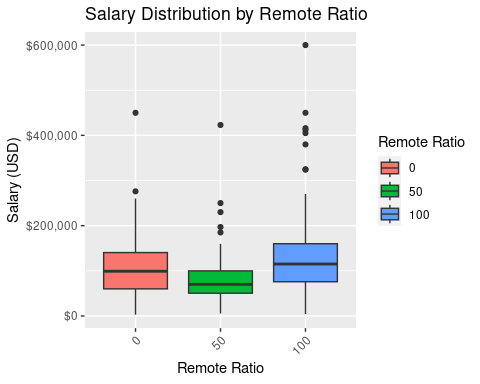 Salary Distribution by Remote Ratio
$600,000
$400,000
$200,000
$0
Salary (USD)
0
50
100
Remote Ratio
Remote Ratio
0
50
100